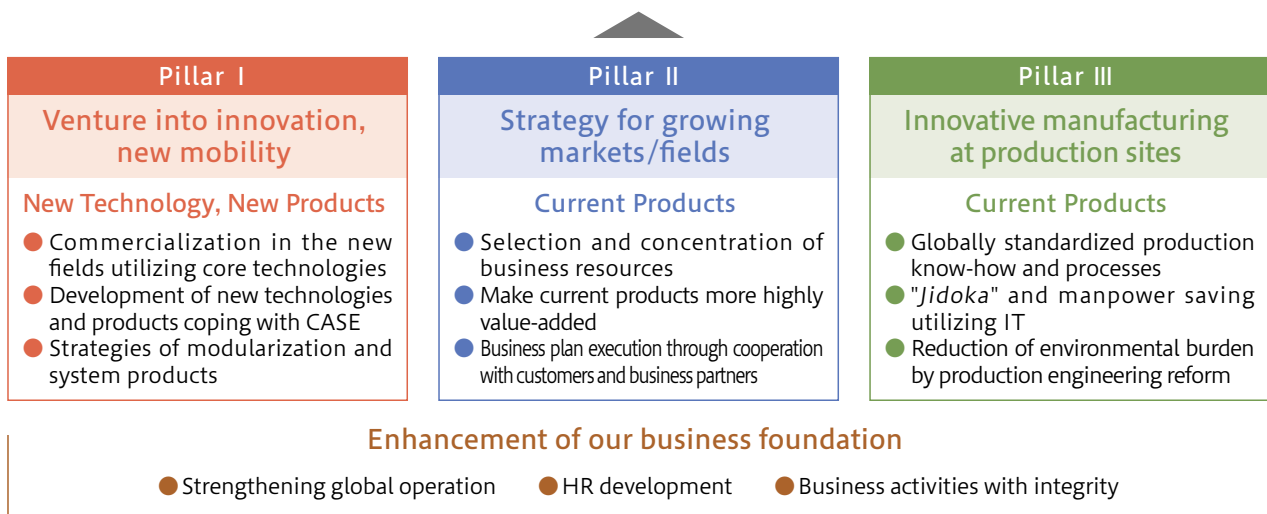 Pillar I
Venture into innovation,
new mobility
New Technology, New Products
● Commercialization in the new
fields utilizing core technologies
● Development of new technologies
and products coping with CASE
● Strategies of modularization and
system products
Pillar II
Strategy for growing
markets/fields
Current Products
● Selection and concentration of
business resources
● Make current products more highly
value-added
● Business plan execution through cooperation
with customers and business partners
Pillar III
Innovative manufacturing
at production sites
Current Products
● Globally standardized production
know-how and processes
● "Jidoka" and manpower saving
utilizing IT
● Reduction of environmental burden
by production engineering reform
Enhancement of our business foundation
● Strengthening global operation ● HR development ● Business activities with integrity